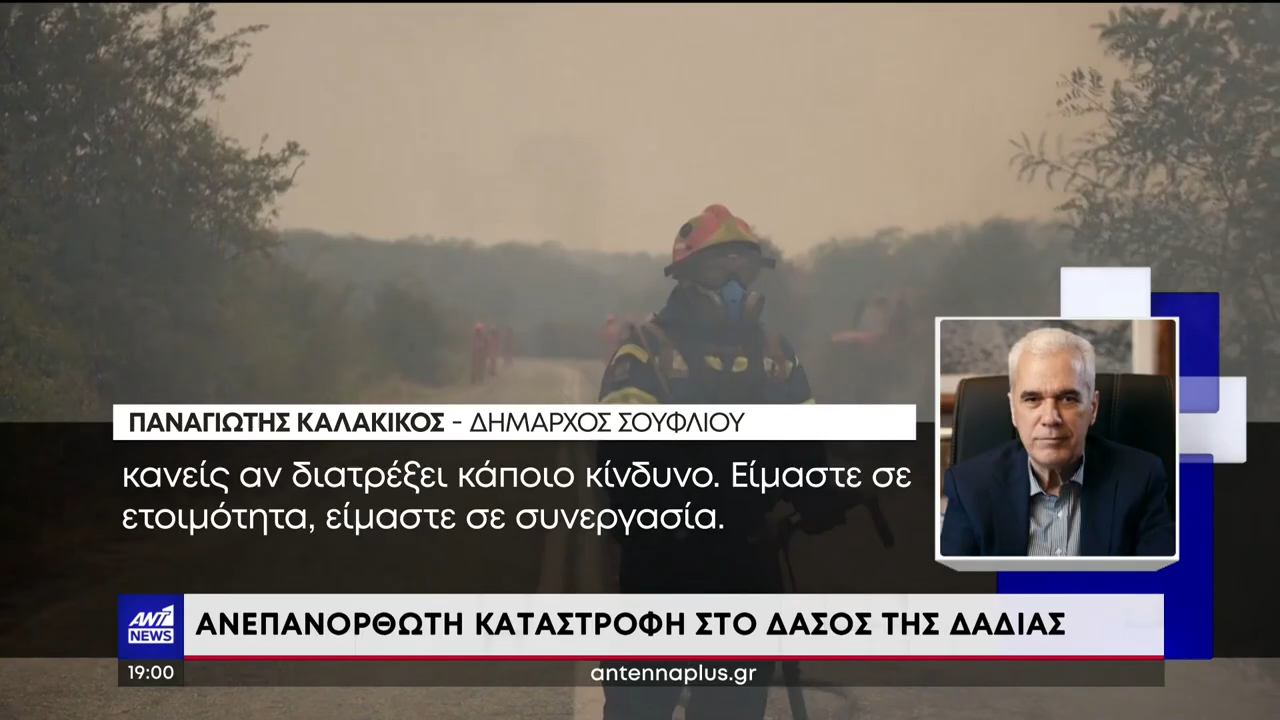 ΠΑΝΑΓΙΩΤΗΣ ΚΑΛΑΚΙΚΟΣ - ΔΗΜΑΡΧΟΣ ΣΟΥΦΛΙΟΥ
κανείς αν διατρέξει κάποιο κίνδυνο. Είμαστε σε
ετοιμότητα, είμαστε σε συνεργασία.
ΑΝΤ1
NEWS
ΑΝΕΠΑΝΟΡΘΩΤΗ ΚΑΤΑΣΤΡΟΦΗ ΣΤΟ ΔΑΣΟΣ ΤΗΣ ΔΑΔΙΑΣ
19:00
antennaplus.gr